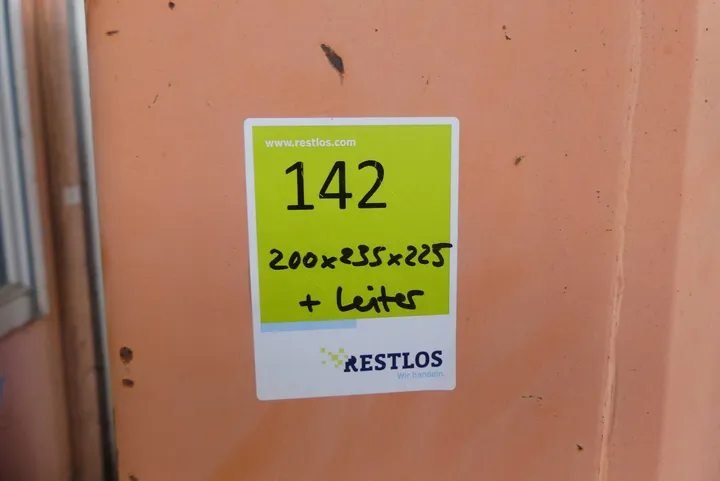 www.restlos.com
142
200x235x225
+ Leiter
RESTLOS
Wir handeln.